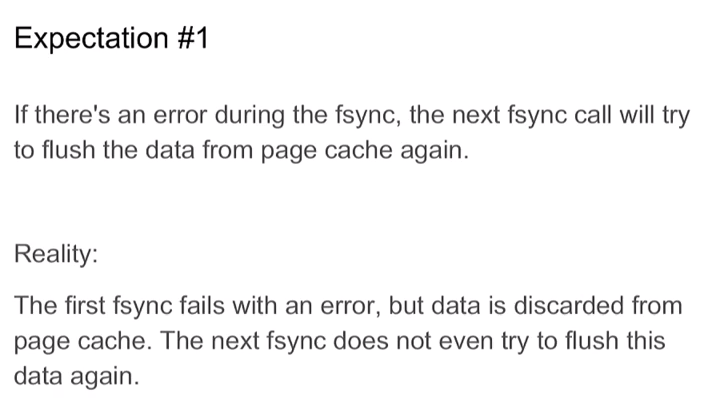 Expectation #1
If there's an error during the fsync, the next fsync call will try
to flush the data from page cache again.
Reality:
The first fsync fails with an error, but data is discarded from
page cache. The next fsync does not even try to flush this
data again.